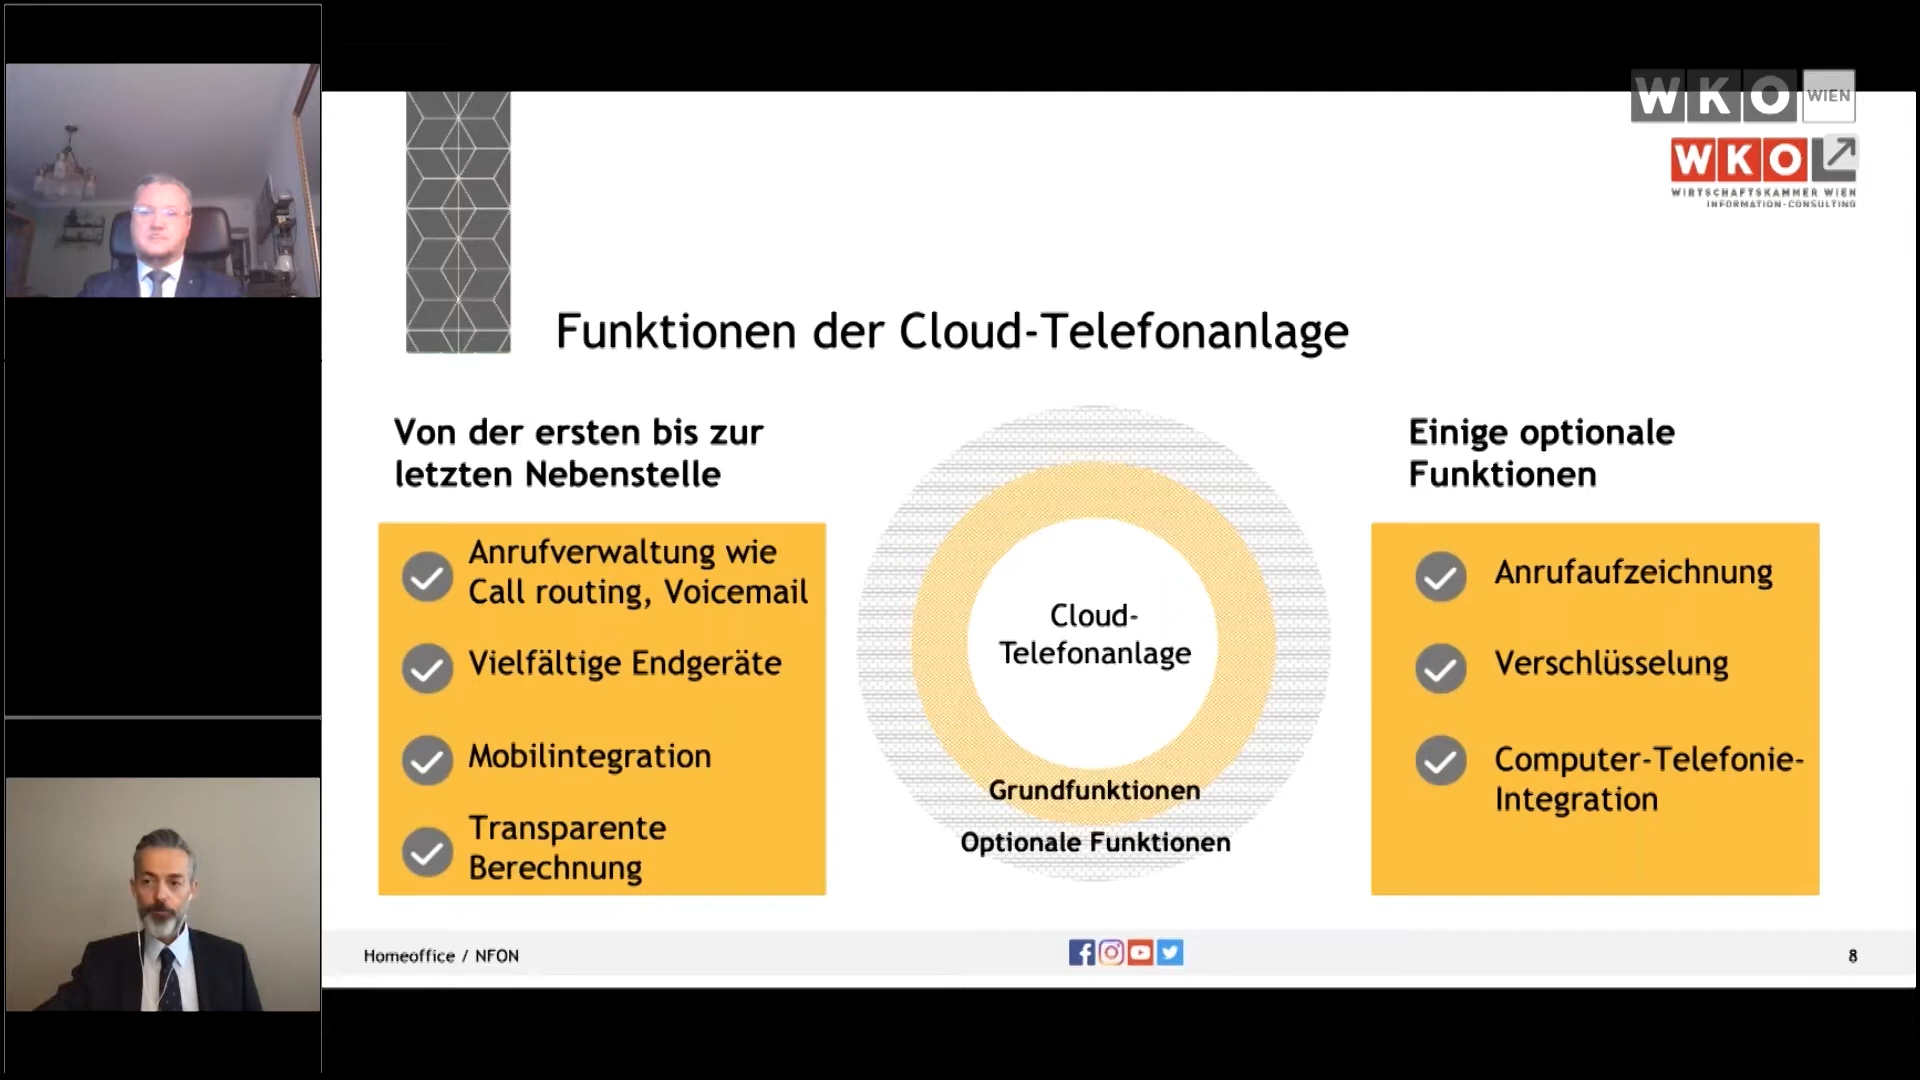 WKO WIEN
WKO
WIRTSCHAFTSKAMMER WIEN
INFORMATION-CONSULTING
Funktionen der Cloud-Telefonanlage
Von der ersten bis zur
letzten Nebenstelle
Anrufverwaltung wie
Call routing, Voicemail
Vielfältige Endgeräte
Mobilintegration
Transparente
Berechnung
Cloud-
Telefonanlage
Grundfunktionen
Optionale Funktionen
Einige optionale
Funktionen
Anrufaufzeichnung
Verschlüsselung
Computer-Telefonie-
Integration
Homeoffice / NFON
8